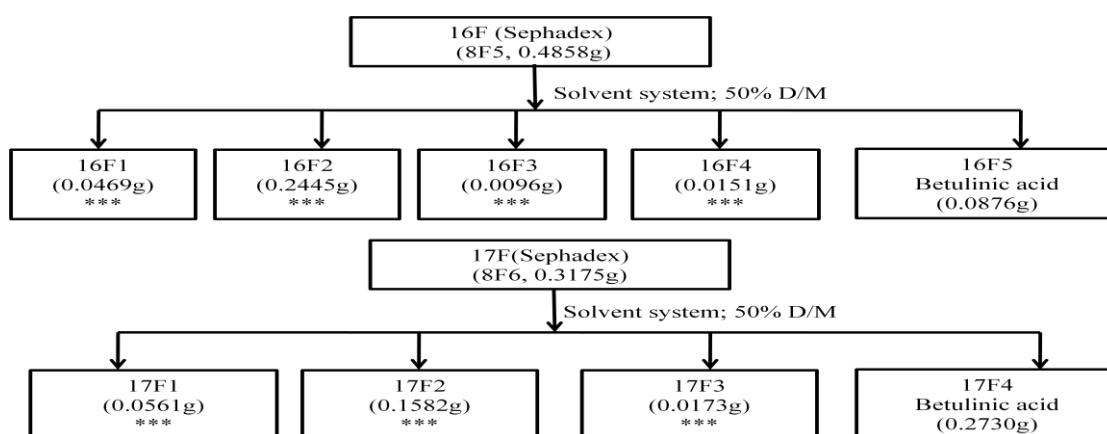 16F (Sephadex)
(8F5, 0.4858g)
Solvent system; 50% D/M
16F1
(0.0469g)
***
16F2
(0.2445g)
***
16F3
(0.0096g)
***
16F4
(0.0151g)
***
16F5
Betulinic acid
(0.0876g)
17F(Sephadex)
(8F6, 0.3175g)
Solvent system; 50% D/M
17F1
(0.0561g)
***
17F2
(0.1582g)
***
17F3
(0.0173g)
***
17F4
Betulinic acid
(0.2730g)